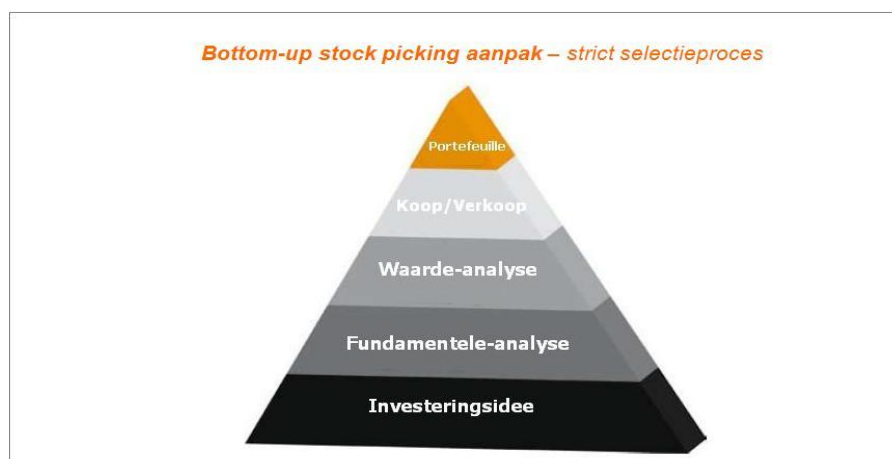 Bottom-up stock picking aanpak – strict selectieproces
Portefeuille
Koop/Verkoop
Waarde-analyse
Fundamentele-analyse
Investeringsidee